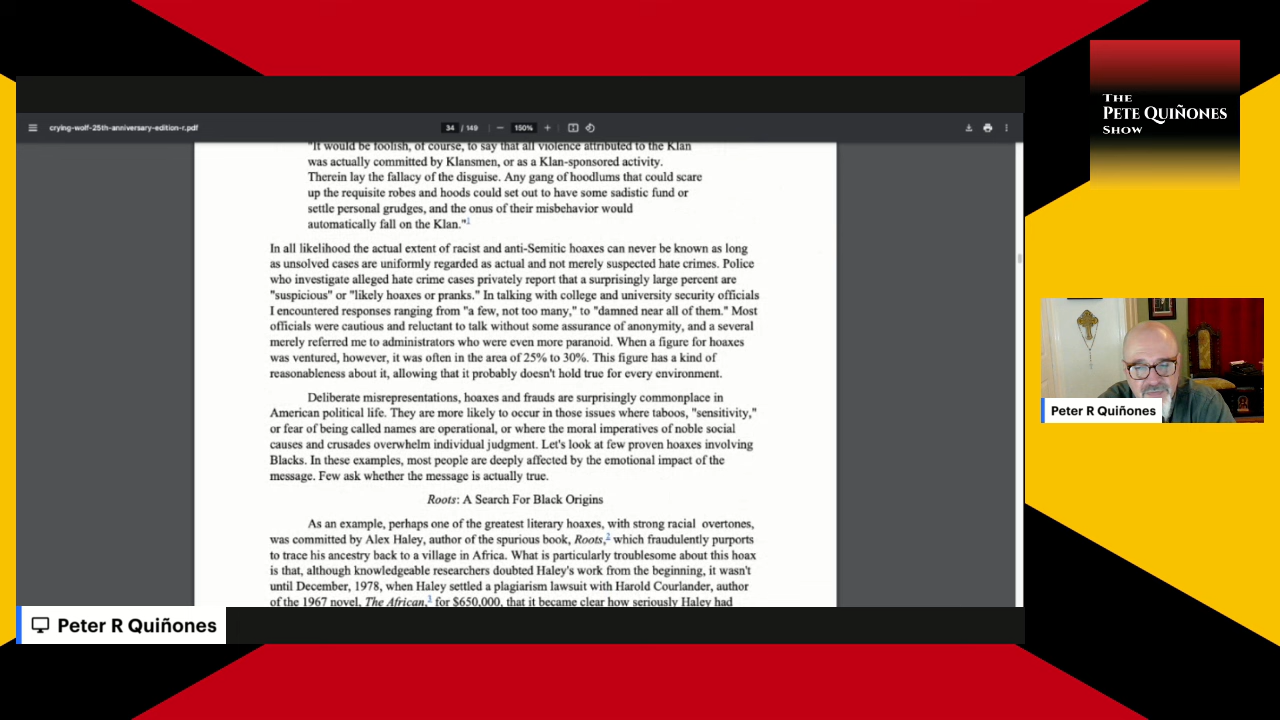 THE
PETE QUIÑONES
SHOW
crying-wolf-25th-anniversary-edition-r.pdf
34 / 149
150%
"It would be foolish, of course, to say that all violence attributed to the Klan
was actually committed by Klansmen, or as a Klan-sponsored activity.
Therein lay the fallacy of the disguise. Any gang of hoodlums that could scare
up the requisite robes and hoods could set out to have some sadistic fund or
settle personal grudges, and the onus of their misbehavior would
automatically fall on the Klan."1
In all likelihood the actual extent of racist and anti-Semitic hoaxes can never be known as long
as unsolved cases are uniformly regarded as actual and not merely suspected hate crimes. Police
who investigate alleged hate crime cases privately report that a surprisingly large percent are
"suspicious" or "likely hoaxes or pranks." In talking with college and university security officials
I encountered responses ranging from "a few, not too many," to "damned near all of them." Most
officials were cautious and reluctant to talk without some assurance of anonymity, and a several
merely referred me to administrators who were even more paranoid. When a figure for hoaxes
was ventured, however, it was often in the area of 25% to 30%. This figure has a kind of
reasonableness about it, allowing that it probably doesn't hold true for every environment.
Deliberate misrepresentations, hoaxes and frauds are surprisingly commonplace in
American political life. They are more likely to occur in those issues where taboos, "sensitivity,"
or fear of being called names are operational, or where the moral imperatives of noble social
causes and crusades overwhelm individual judgment. Let's look at few proven hoaxes involving
Blacks. In these examples, most people are deeply affected by the emotional impact of the
message. Few ask whether the message is actually true.
Roots: A Search For Black Origins
As an example, perhaps one of the greatest literary hoaxes, with strong racial overtones,
was committed by Alex Haley, author of the spurious book, Roots,2 which fraudulently purports
to trace his ancestry back to a village in Africa. What is particularly troublesome about this hoax
is that, although knowledgeable researchers doubted Haley's work from the beginning, it wasn't
until December, 1978, when Haley settled a plagiarism lawsuit with Harold Courlander, author
of the 1967 novel, The African,3 for $650,000, that it became clear how seriously Haley had
Peter R Quiñones
Peter R Quiñones